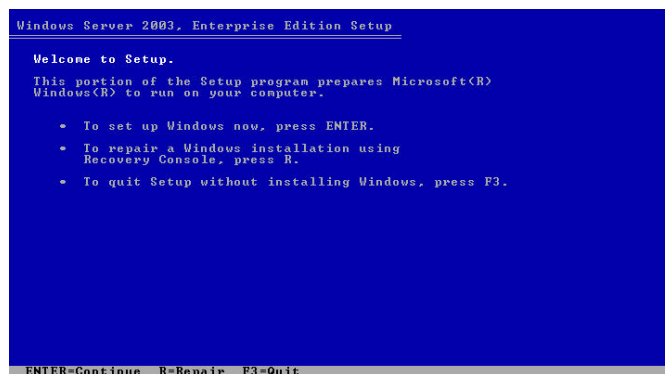 Windows Server 2003, Enterprise Edition Setup
Welcome to Setup.
This portion of the Setup program prepares Microsoft(R)
Windows(R) to run on your computer.
• To set up Windows now, press ENTER.
• To repair a Windows installation using
Recovery Console, press R.
• To quit Setup without installing Windows, press F3.
ENTER=Continue R=Repair F3=Quit